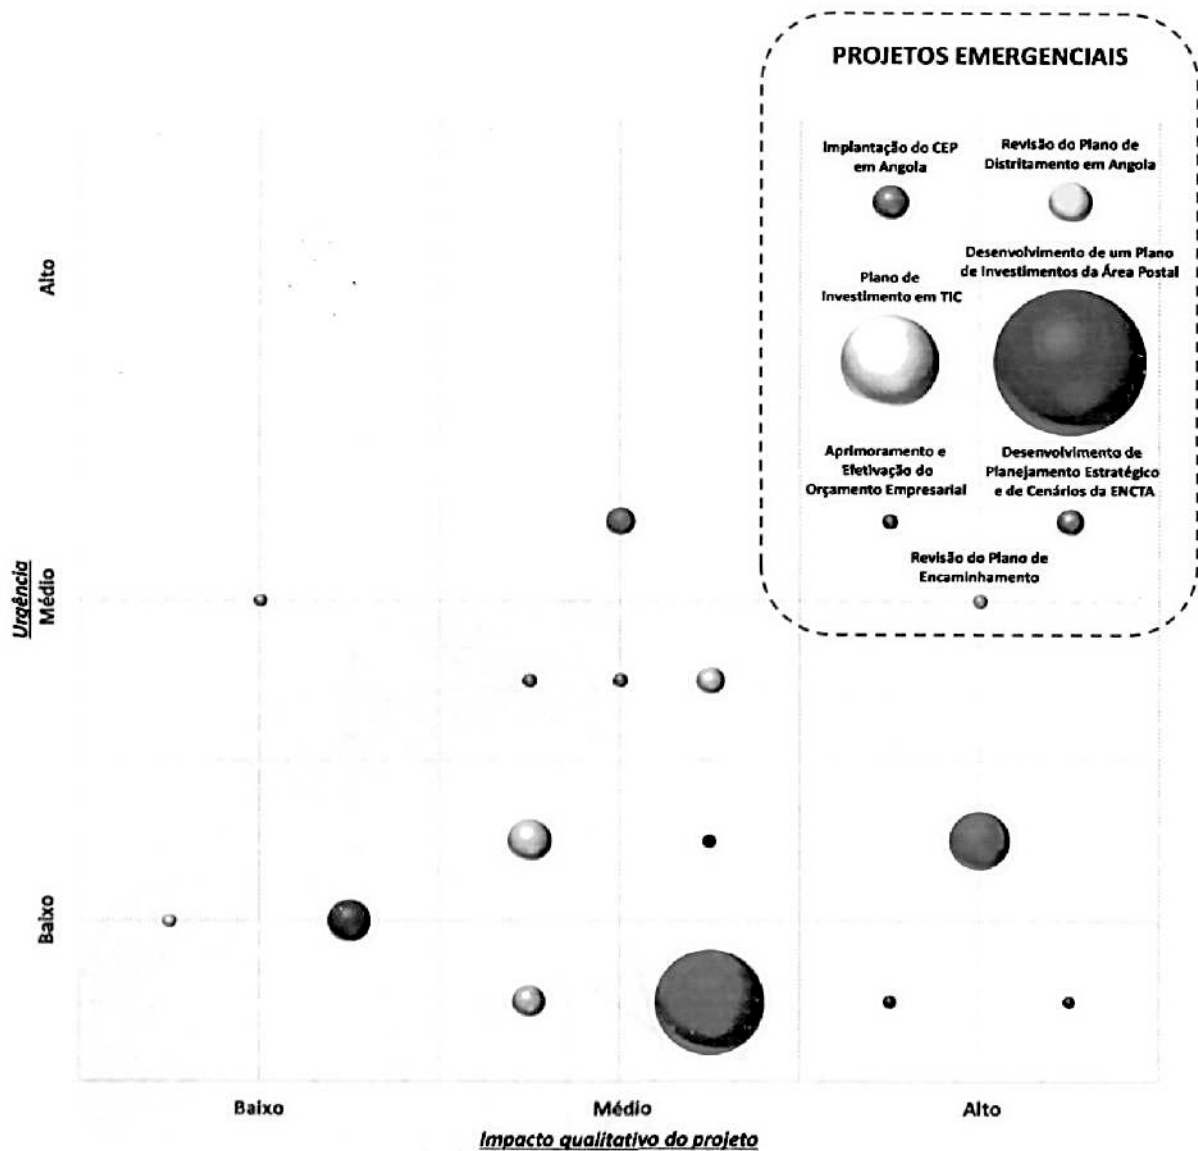 PROJETOS EMERGENCIAIS
Implantação do CEP
em Angola
Revisão do Plano de
Distritamento em Angola
Plano de
Investimento em TIC
Desenvolvimento de um Plano
de Investimentos da Área Postal
Aprimoramento e
Efetivação do
Orçamento Empresarial
Desenvolvimento de
Planejamento Estratégico
e de Cenários da ENCTA
Revisão do Plano de
Encaminhamento
Urgência
Alto
Médio
Baixo
Baixo
Médio
Alto
Impacto qualitativo do projeto